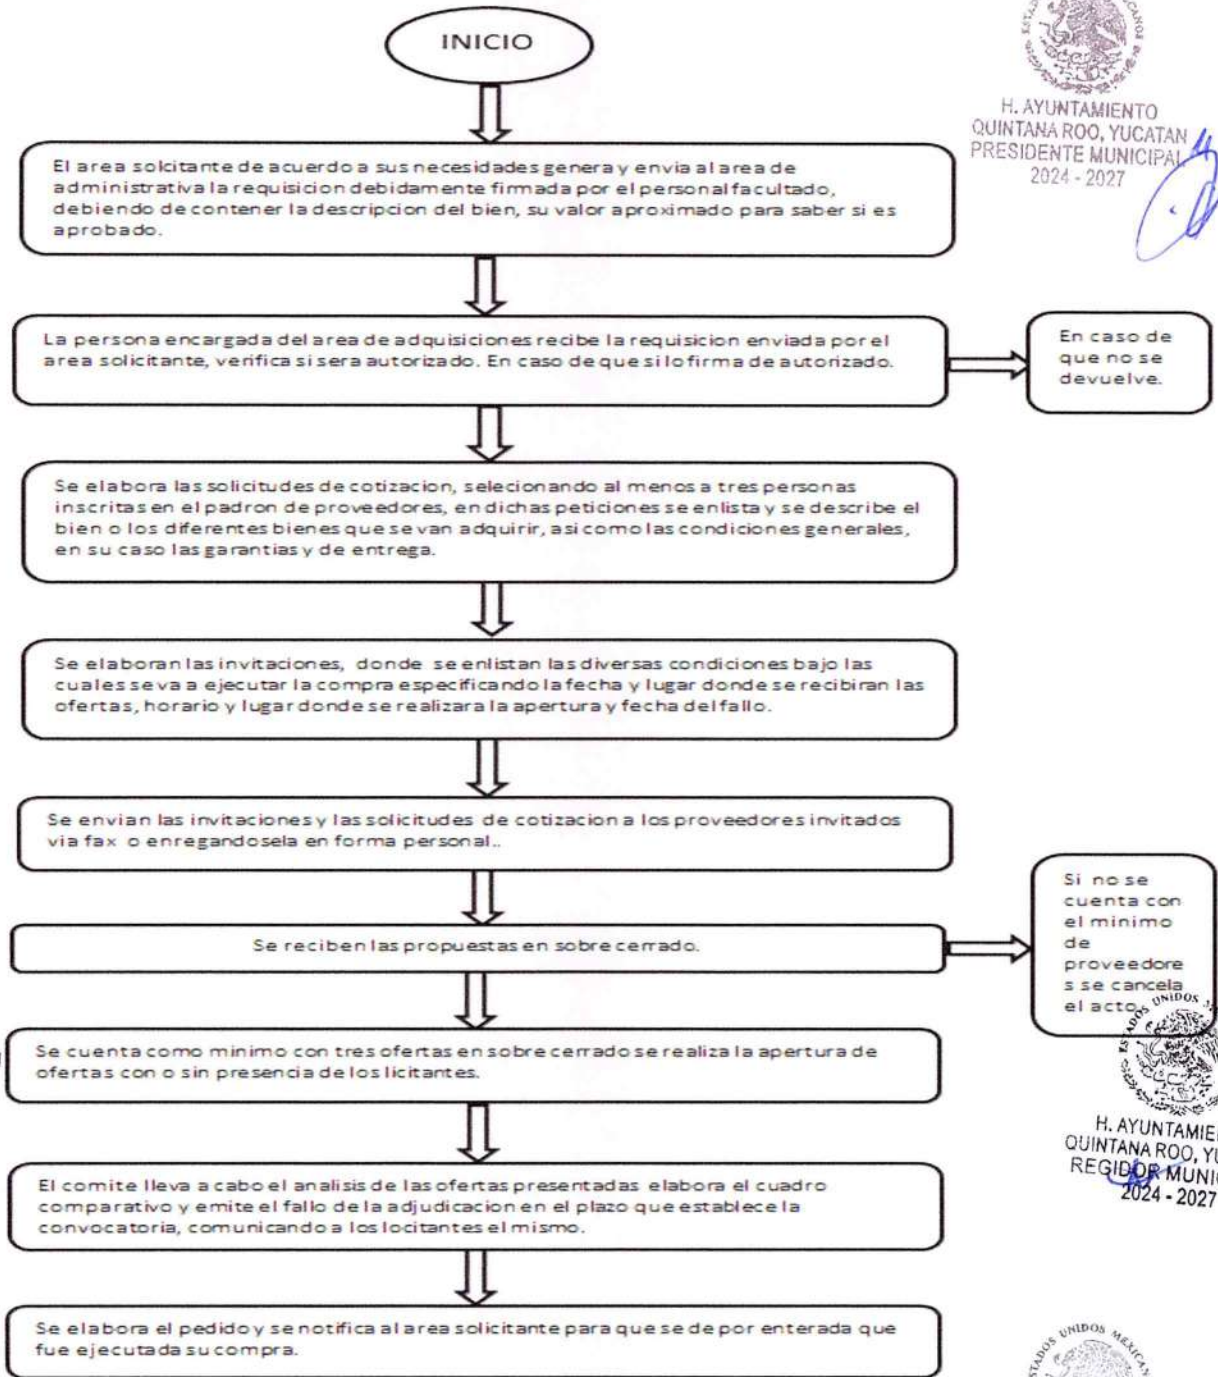 INICIO
H. AYUNTAMIENTO
QUINTANA ROO, YUCATAN
PRESIDENTE MUNICIPAL
2024 - 2027
El area solcitante de acuerdo a sus necesidades genera y envia al area de
administrativa la requisicion debidamente firmada por el personal facultado,
debiendo de contener la descripcion del bien, su valor aproximado para saber si es
aprobado.
La persona encargada del area de adquisiciones recibe la requisicion enviada por el
area solicitante, verifica si sera autorizado. En caso de que si lo firma de autorizado.
En caso de
que no se
devuelve.
Se elabora las solicitudes de cotizacion, selecionando al menos a tres personas
inscritas en el padron de proveedores, en dichas peticiones se enlista y se describe el
bien o los diferentes bienes que se van adquirir, asi como las condiciones generales,
en su caso las garantias y de entrega.
Se elaboran las invitaciones, donde se enlistan las diversas condiciones bajo las
cuales se va a ejecutar la compra especificando la fecha y lugar donde se recibiran las
ofertas, horario y lugar donde se realizara la apertura y fecha del fallo.
Se envian las invitaciones y las solicitudes de cotizacion a los proveedores invitados
via fax o enregandosela en forma personal..
Se reciben las propuestas en sobre cerrado.
Si no se
cuenta con
el minimo
de
proveedore
s se cancela
el acto.
Se cuenta como minimo con tres ofertas en sobre cerrado se realiza la apertura de
ofertas con o sin presencia de los licitantes.
ESTADOS UNIDOS
H. AYUNTAMIE
QUINTANA ROO, YU
REGIDOR MUNI
2024 - 2027
El comite lleva a cabo el analisis de las ofertas presentadas elabora el cuadro
comparativo y emite el fallo de la adjudicacion en el plazo que establece la
convocatoria, comunicando a los locitantes el mismo.
Se elabora el pedido y se notifica al area solicitante para que se de por enterada que
fue ejecutada su compra.
UNIDOS